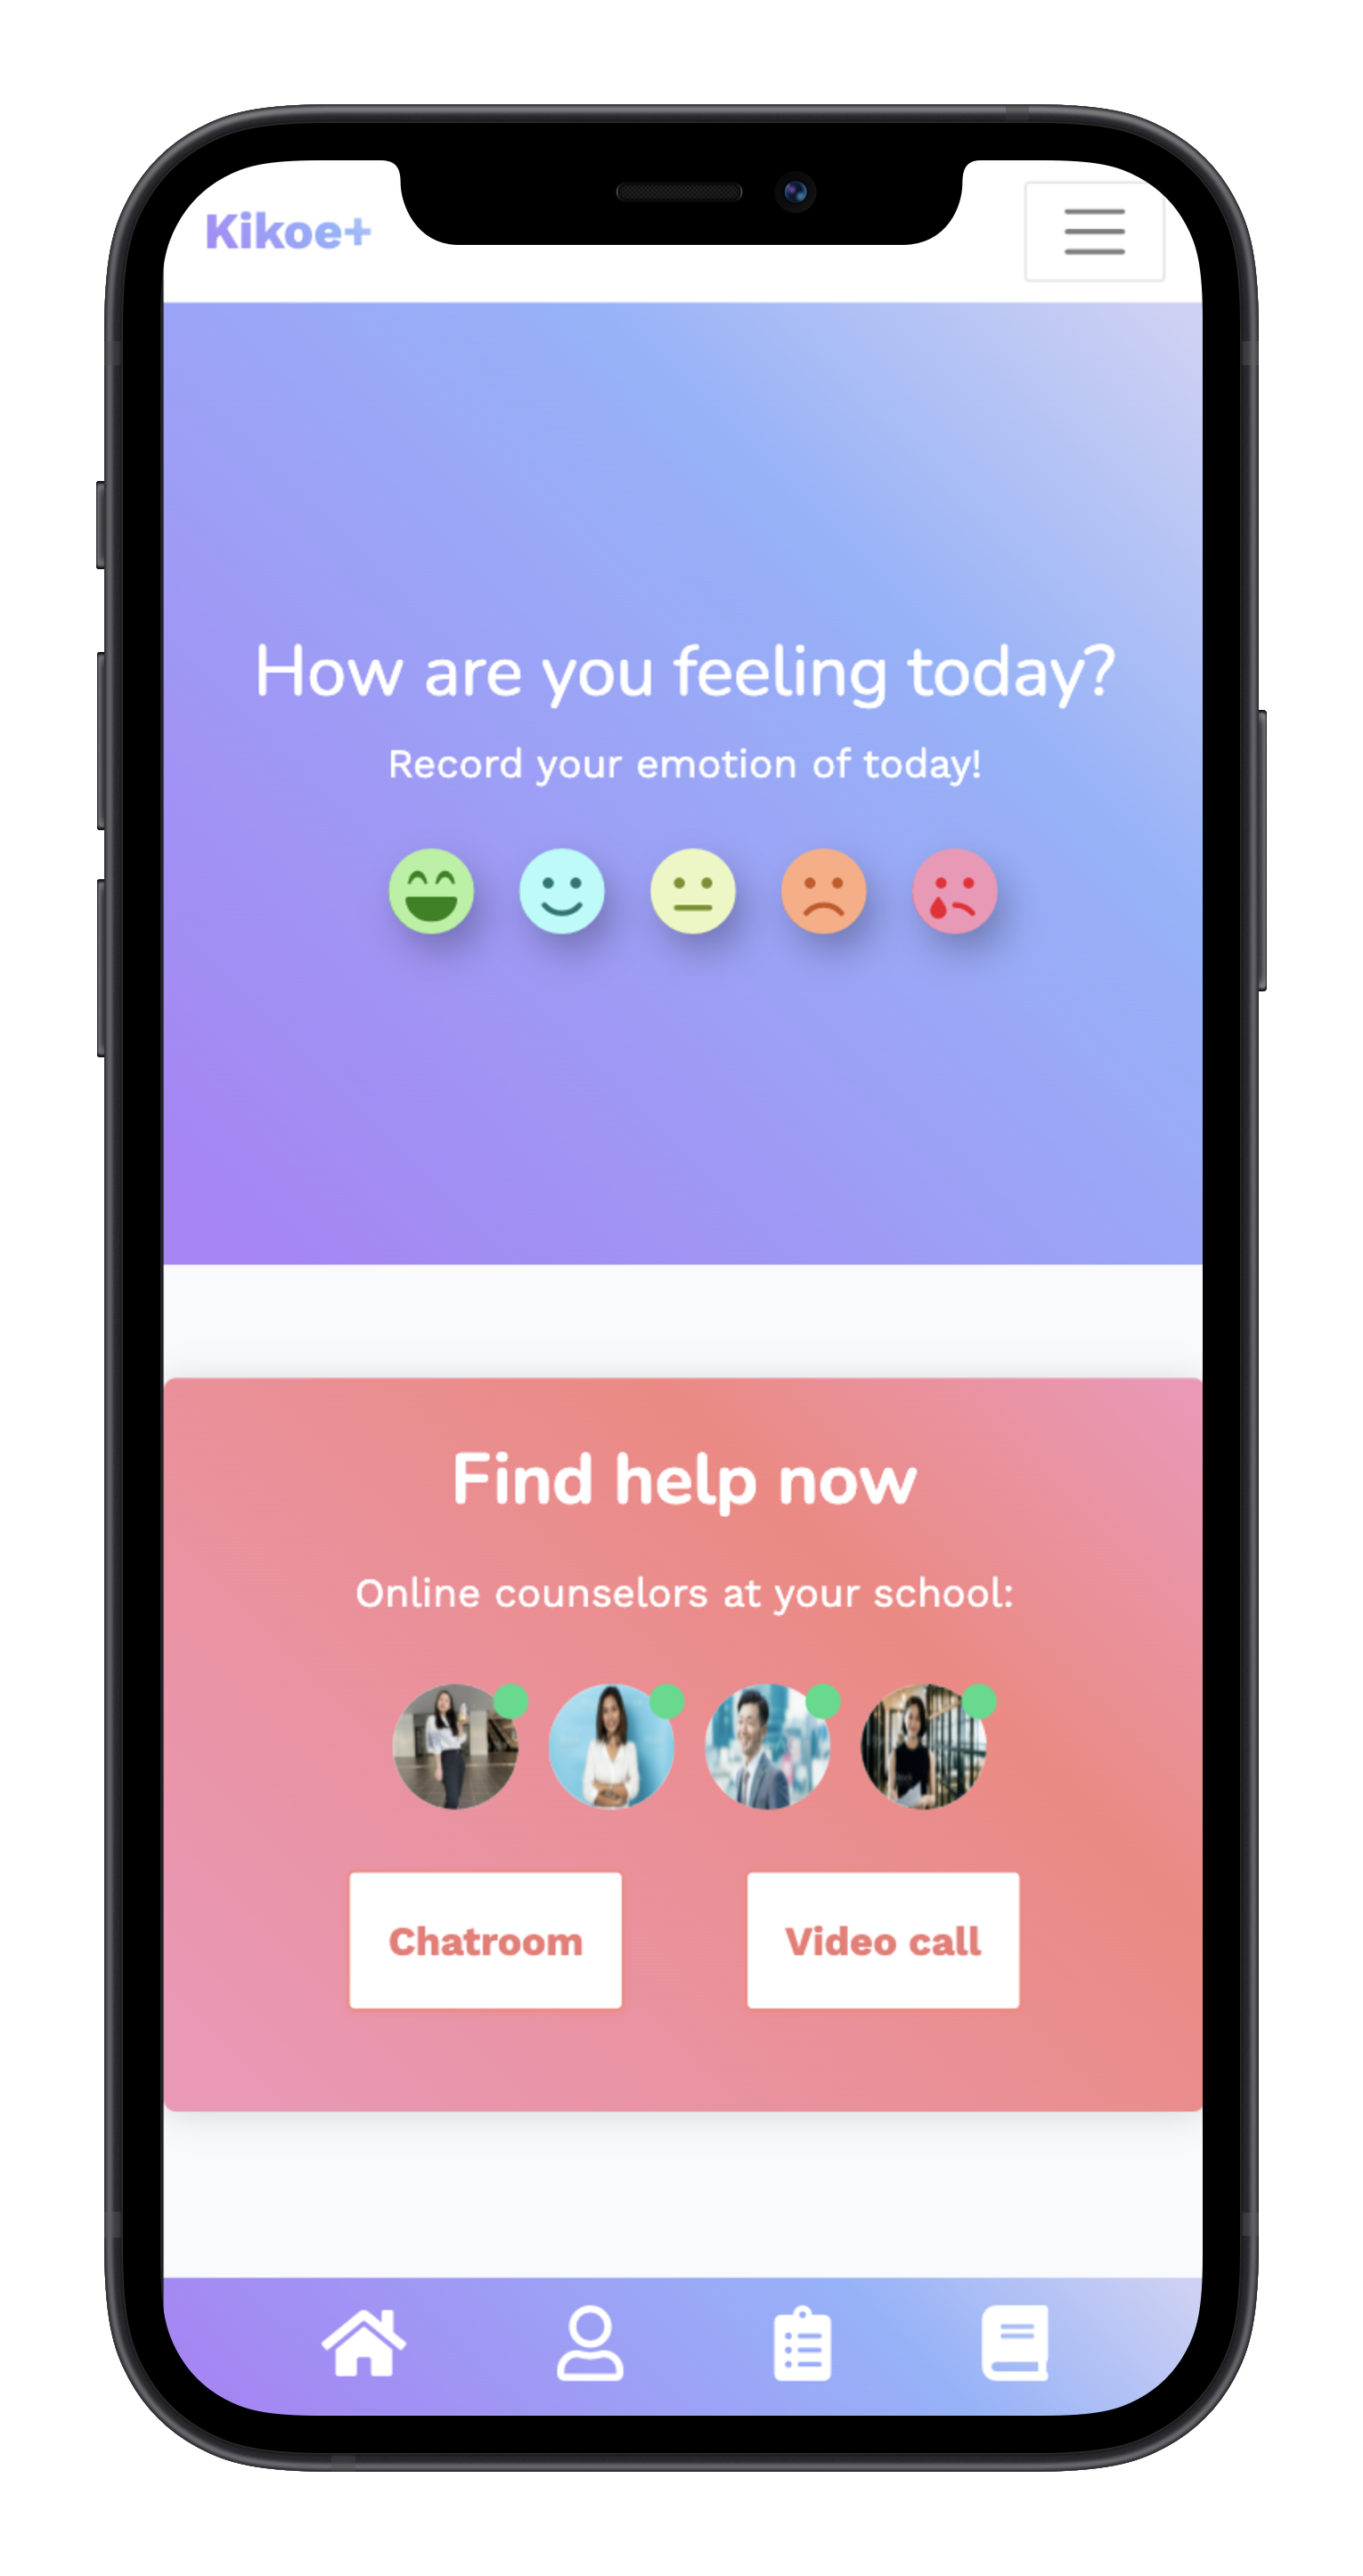 Kikoe+
How are you feeling today?
Record your emotion of today!
Find help now
Online counselors at your school:
Chatroom
Video call